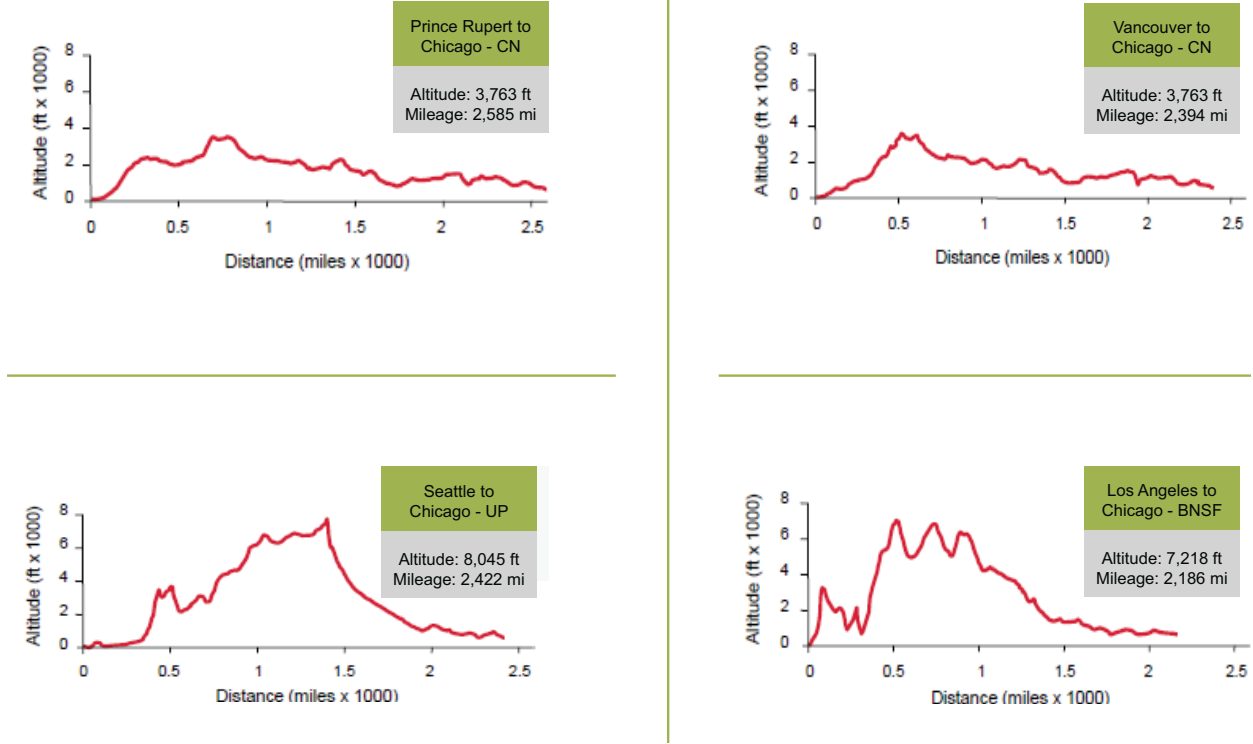 Prince Rupert to
Chicago - CN
Altitude: 3,763 ft
Mileage: 2,585 mi
Altitude (ft x 1000)
8
6
4
2
0
0 0.5 1 1.5 2 2.5
Distance (miles x 1000)
Vancouver to
Chicago - CN
Altitude: 3,763 ft
Mileage: 2,394 mi
Altitude (ft x 1000)
8
6
4
2
0
0 0.5 1 1.5 2 2.5
Distance (miles x 1000)
Seattle to
Chicago - UP
Altitude: 8,045 ft
Mileage: 2,422 mi
Altitude (ft x 1000)
8
6
4
2
0
0 0.5 1 1.5 2 2.5
Distance (miles x 1000)
Los Angeles to
Chicago - BNSF
Altitude: 7,218 ft
Mileage: 2,186 mi
Altitude (ft x 1000)
8
6
4
2
0
0 0.5 1 1.5 2 2.5
Distance (miles x 1000)